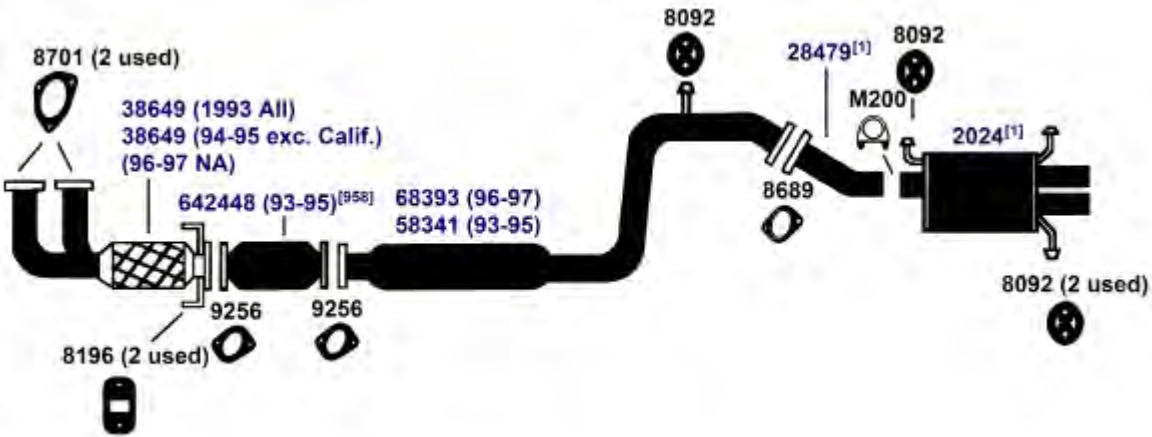 8092
8701 (2 used)
28479[1]
8092
38649 (1993 All)
38649 (94-95 exc. Calif.)
(96-97 NA)
M200
2024[1]
642448 (93-95)[958]
68393 (96-97)
58341 (93-95)
8689
8092 (2 used)
9256
9256
8196 (2 used)